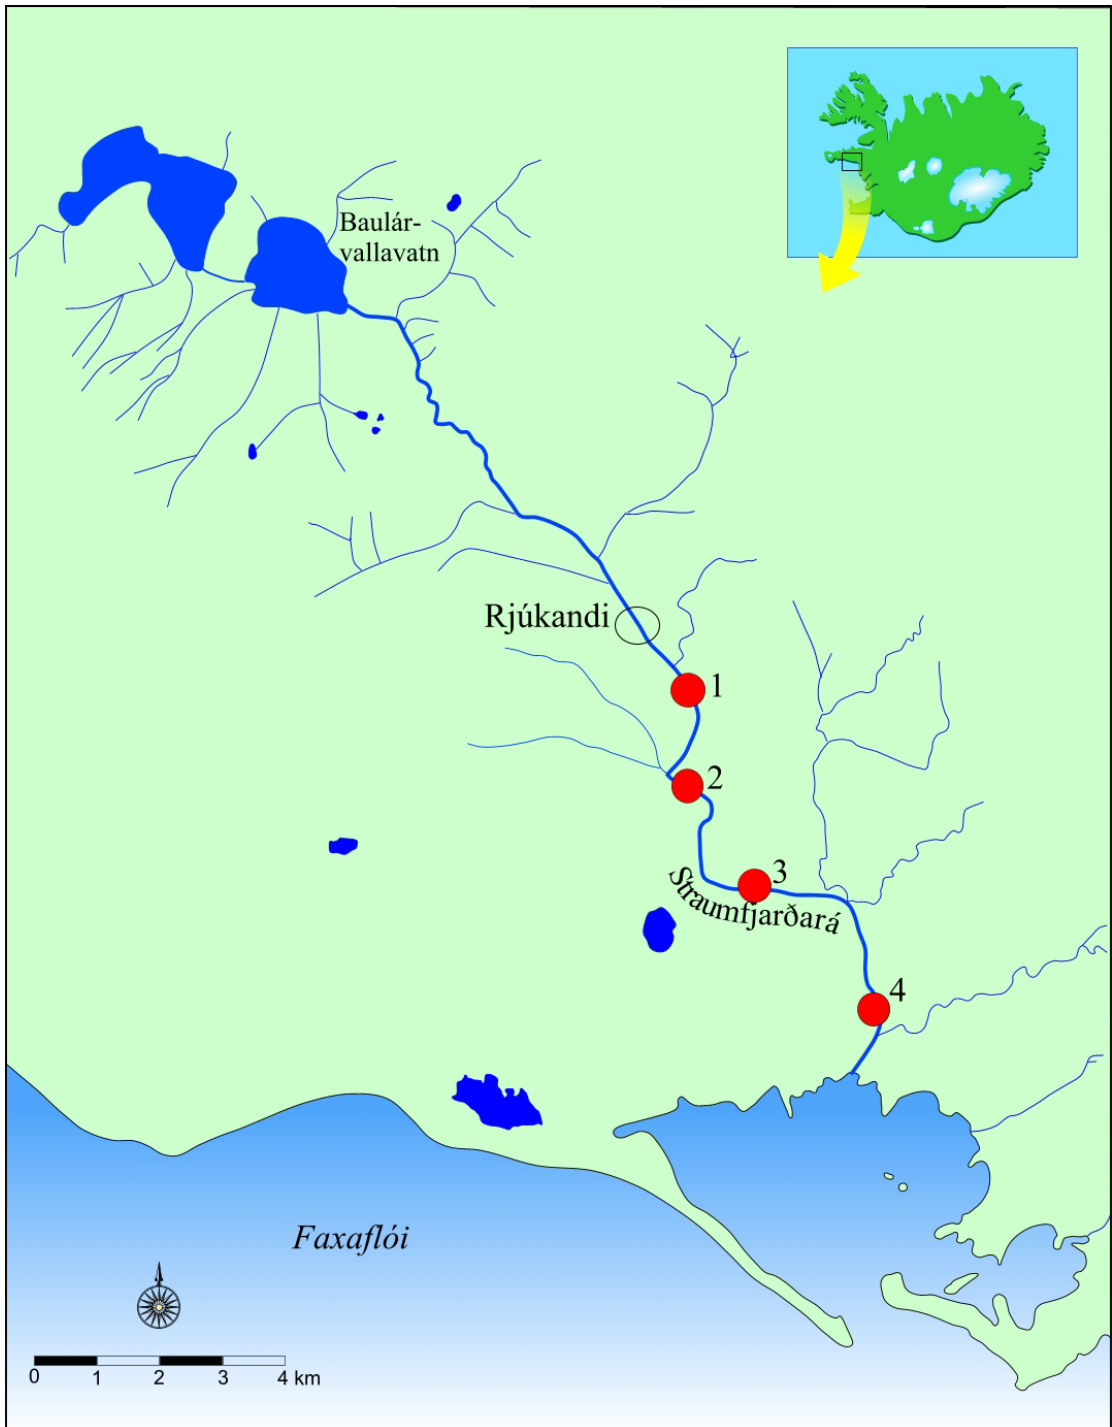 Baulár-
vallavatn
Rjúkandi
1
2
3
Straumfjarðará
4
Faxaflói
0 1 2 3 4 km